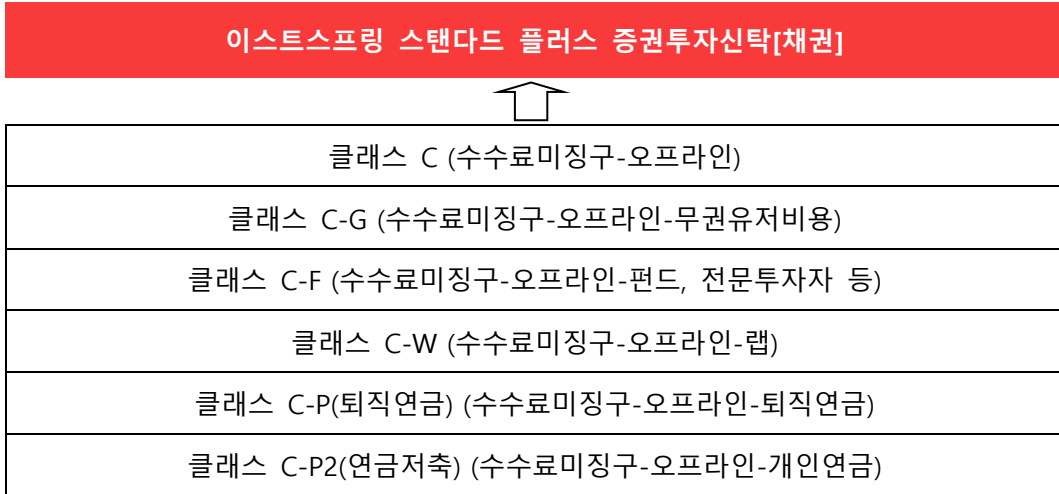 이스트스프링 스탠다드 플러스 증권투자신탁[채권]
클래스 C (수수료미징구-오프라인)
클래스 C-G (수수료미징구-오프라인-무권유저비용)
클래스 C-F (수수료미징구-오프라인-펀드, 전문투자자 등)
클래스 C-W (수수료미징구-오프라인-랩)
클래스 C-P(퇴직연금) (수수료미징구-오프라인-퇴직연금)
클래스 C-P2(연금저축) (수수료미징구-오프라인-개인연금)